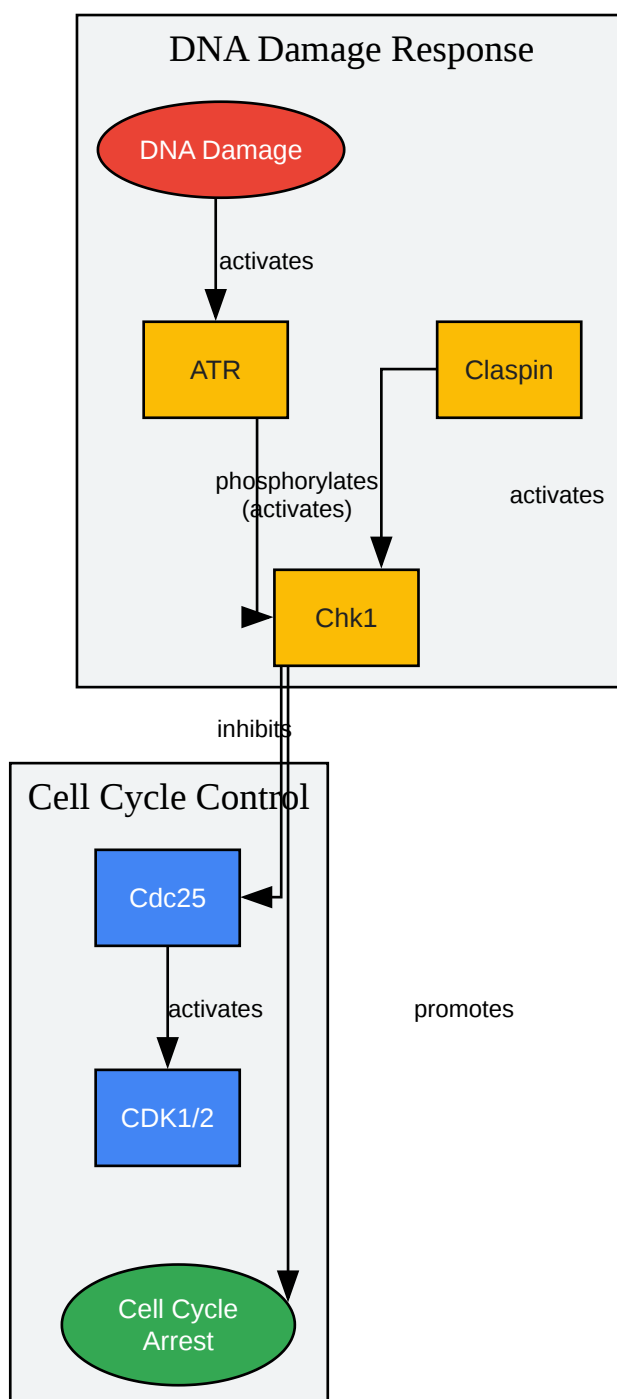 DNA Damage Response
DNA Damage
activates
ATR
Claspin
phosphorylates
(activates)
activates
Chk1
inhibits
Cell Cycle Control
Cdc25
activates
promotes
CDK1/2
Cell Cycle
Arrest